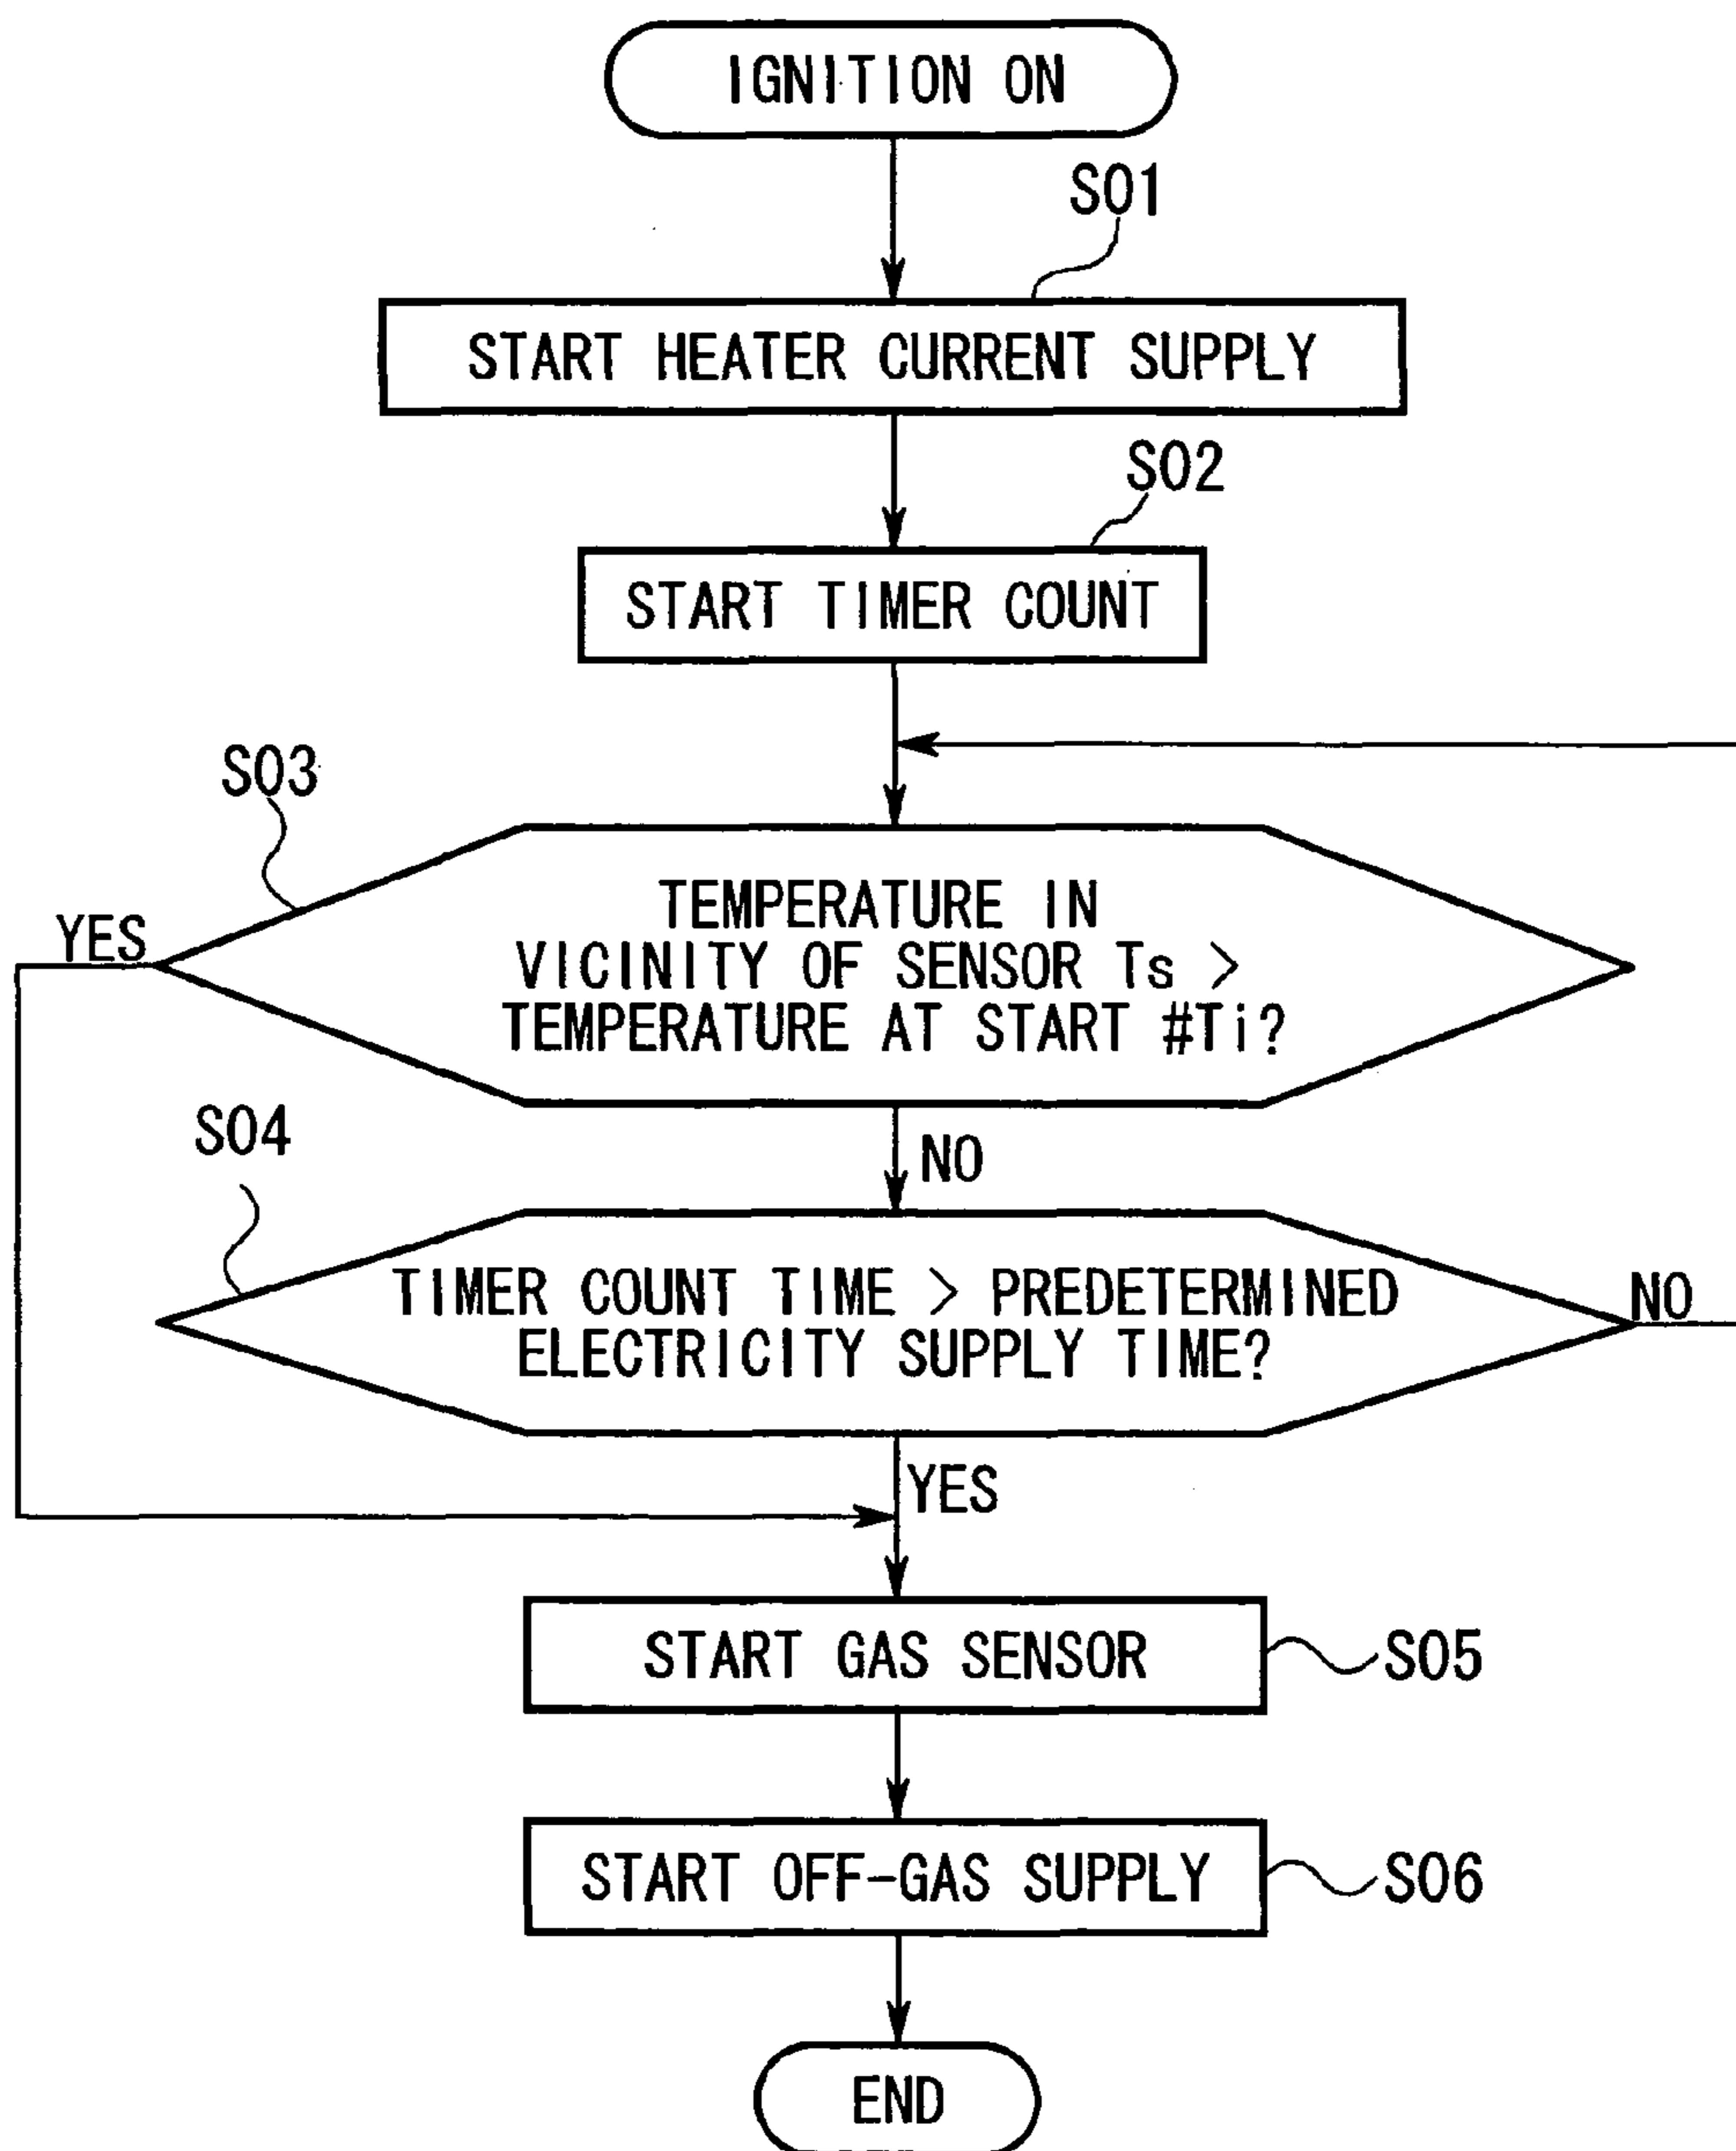 IGNITION ON
S01
START HEATER CURRENT SUPPLY
S02
START TIMER COUNT
S03
YES
TEMPERATURE IN
VICINITY OF SENSOR Ts >
TEMPERATURE AT START #Ti?
NO
S04
TIMER COUNT TIME > PREDETERMINED
ELECTRICITY SUPPLY TIME?
NO
YES
START GAS SENSOR
S05
START OFF-GAS SUPPLY
S06
END